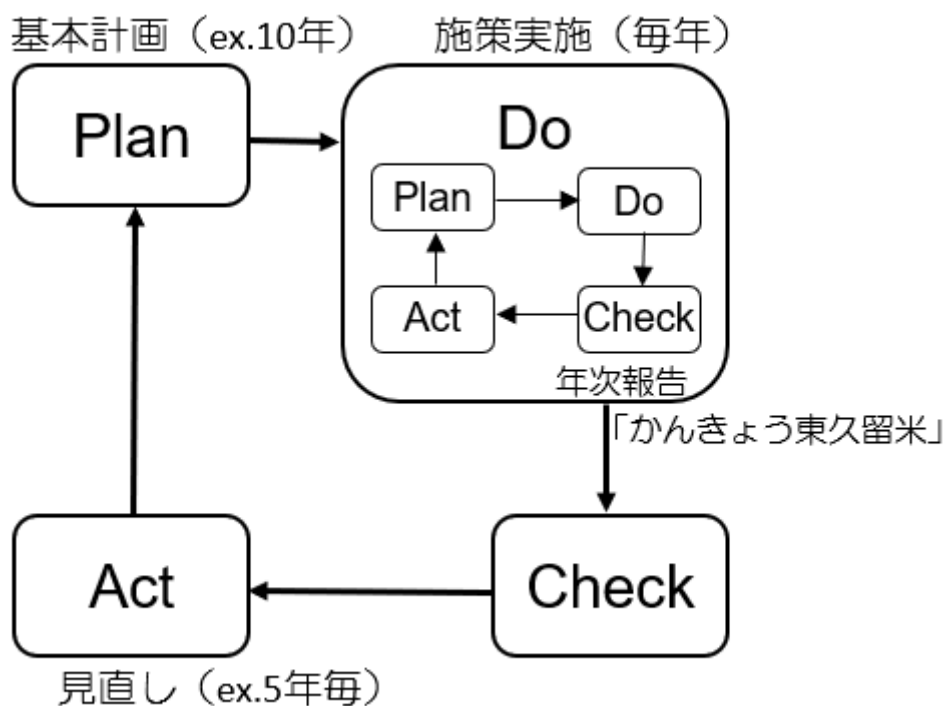 基本計画（ex.10年）
施策実施（毎年）
Plan
Do
Plan
Do
Act
Check
年次報告
「かんきょう東久留米」
Act
Check
見直し（ex.5年毎）